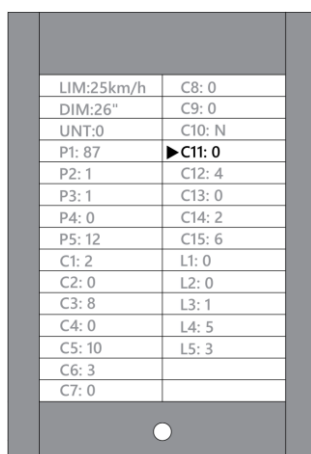 LIM:25km/h
DIM:26"
UNT:0
P1: 87
P2: 1
P3: 1
P4: 0
P5: 12
C1: 2
C2: 0
C3: 8
C4: 0
C5: 10
C6: 3
C7: 0
C8: 0
C9: 0
C10: N
▶C11: 0
C12: 4
C13: 0
C14: 2
C15: 6
L1: 0
L2: 0
L3: 1
L4: 5
L5: 3